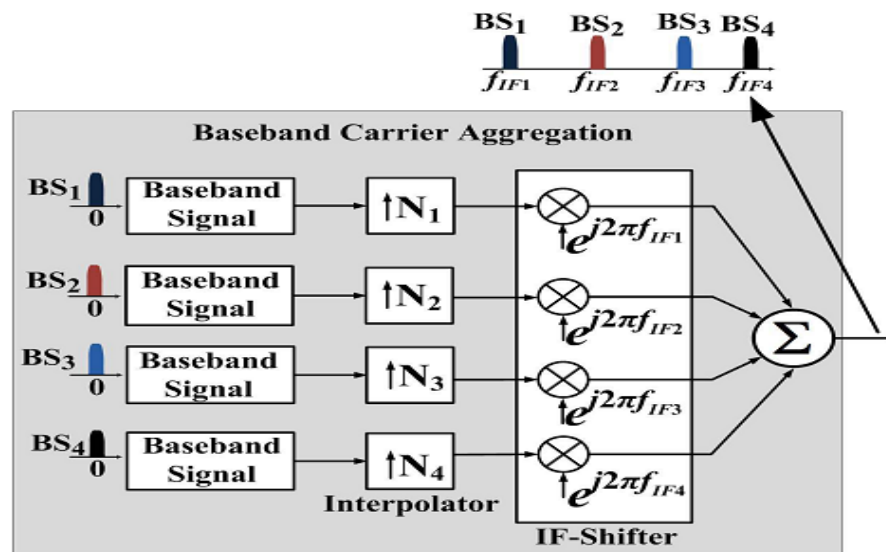 BS1 BS2 BS3 BS4
fIF1 fIF2 fIF3 fIF4
Baseband Carrier Aggregation
BS1
0
Baseband
Signal
↑N1
e^j2πfIF1
BS2
0
Baseband
Signal
↑N2
e^j2πfIF2
BS3
0
Baseband
Signal
↑N3
e^j2πfIF3
Σ
BS4
0
Baseband
Signal
↑N4
e^j2πfIF4
Interpolator
IF-Shifter